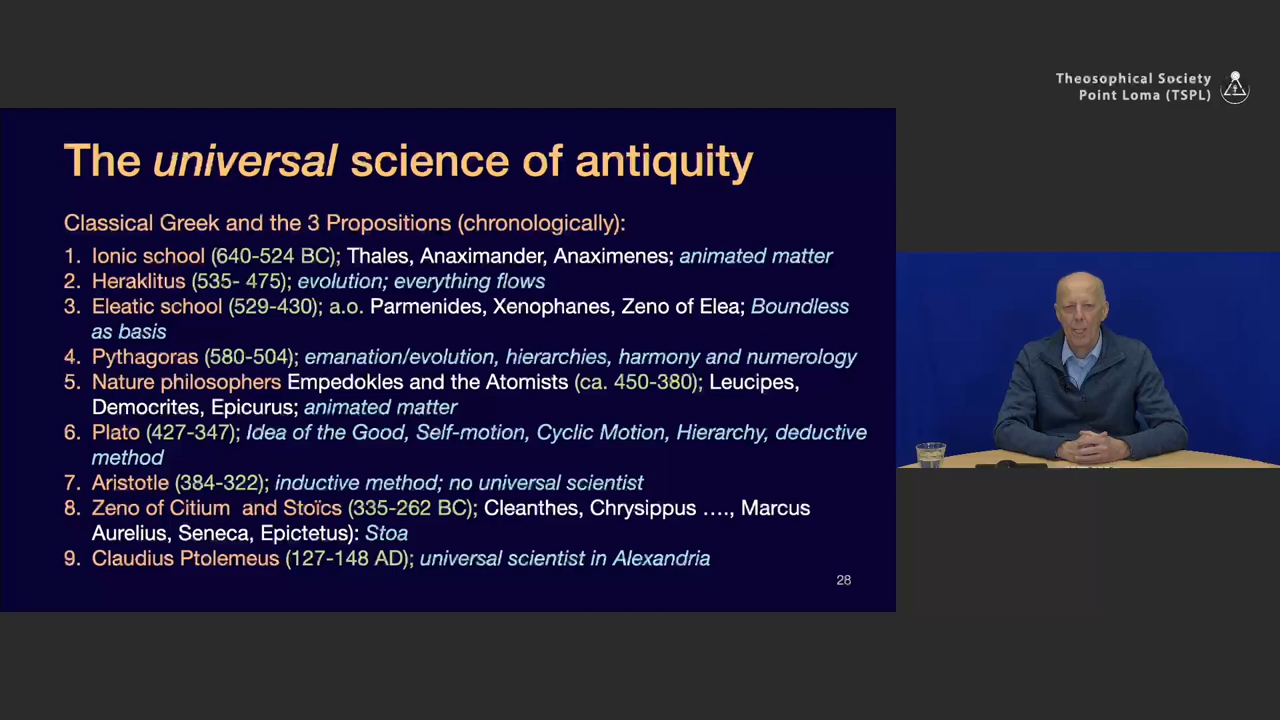 Theosophical Society
Point Loma (TSPL)
The universal science of antiquity
Classical Greek and the 3 Propositions (chronologically):
1. Ionic school (640-524 BC); Thales, Anaximander, Anaximenes; animated matter
2. Heraklitus (535- 475); evolution; everything flows
3. Eleatic school (529-430); a.o. Parmenides, Xenophanes, Zeno of Elea; Boundless
as basis
4. Pythagoras (580-504); emanation/evolution, hierarchies, harmony and numerology
5. Nature philosophers Empedokles and the Atomists (ca. 450-380); Leucipes,
Democrites, Epicurus; animated matter
6. Plato (427-347); Idea of the Good, Self-motion, Cyclic Motion, Hierarchy, deductive
method
7. Aristotle (384-322); inductive method; no universal scientist
8. Zeno of Citium and Stoïcs (335-262 BC); Cleanthes, Chrysippus …., Marcus
Aurelius, Seneca, Epictetus): Stoa
9. Claudius Ptolemeus (127-148 AD); universal scientist in Alexandria
28